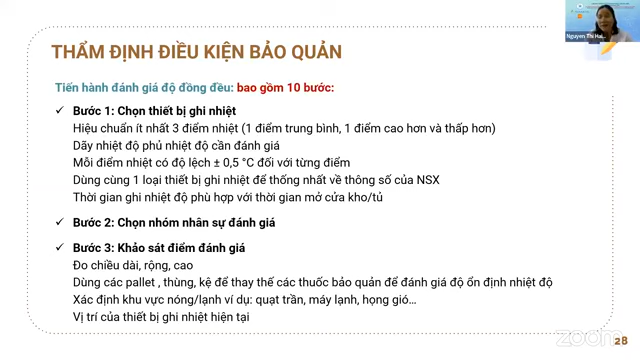 THẨM ĐỊNH ĐIỀU KIỆN BẢO QUẢN
Nguyen Thi Hai...
Tiến hành đánh giá độ đồng đều: bao gồm 10 bước:
✓ Bước 1: Chọn thiết bị ghi nhiệt
Hiệu chuẩn ít nhất 3 điểm nhiệt (1 điểm trung bình, 1 điểm cao hơn và thấp hơn)
Dãy nhiệt độ phủ nhiệt độ cần đánh giá
Mỗi điểm nhiệt có độ lệch ± 0,5 °C đối với từng điểm
Dùng cùng 1 loại thiết bị ghi nhiệt để thống nhất về thông số của NSX
Thời gian ghi nhiệt độ phù hợp với thời gian mở cửa kho/tủ
✓ Bước 2: Chọn nhóm nhân sự đánh giá
✓ Bước 3: Khảo sát điểm đánh giá
Đo chiều dài, rộng, cao
Dùng các pallet , thùng, kệ để thay thế các thuốc bảo quản để đánh giá độ ổn định nhiệt độ
Xác định khu vực nóng/lạnh ví dụ: quạt trần, máy lạnh, họng gió...
Vị trí của thiết bị ghi nhiệt hiện tại
zoom
28